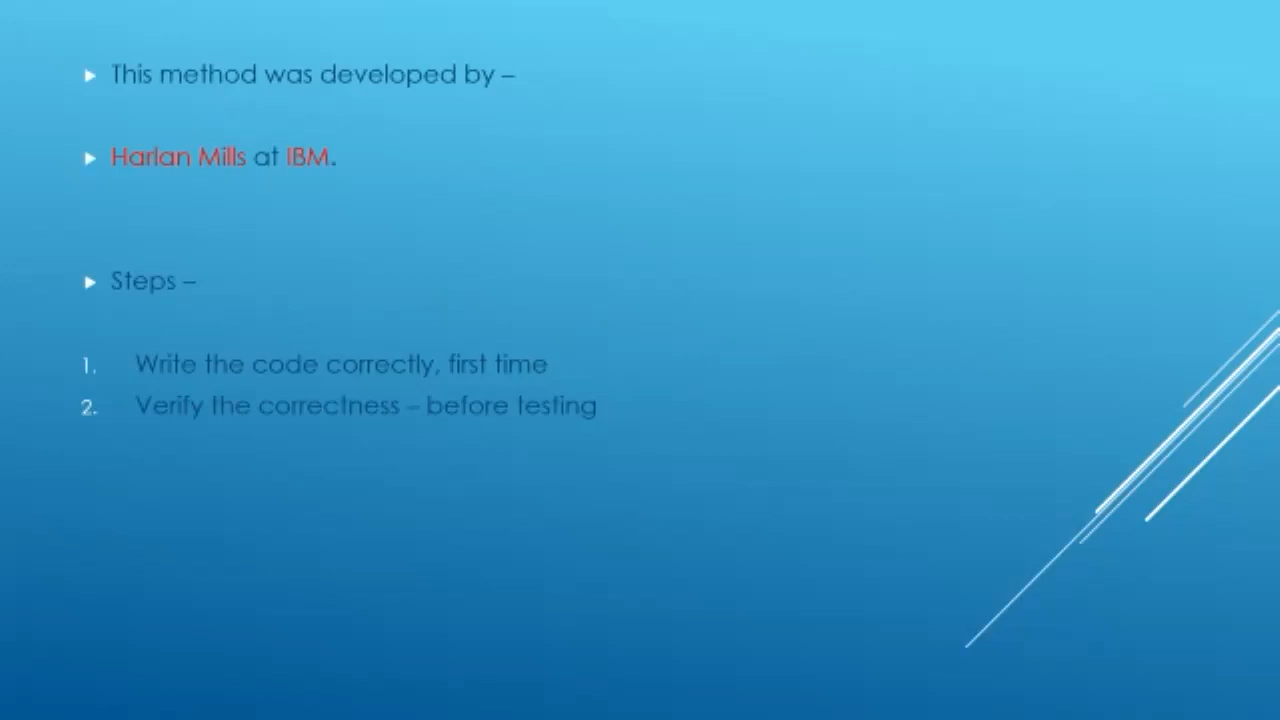 This method was developed by –
Harlan Mills at IBM.
Steps –
1. Write the code correctly, first time
2. Verify the correctness – before testing